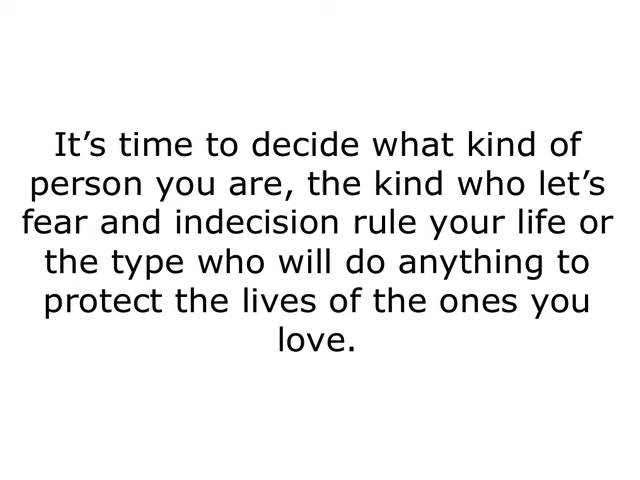 It’s time to decide what kind of
person you are, the kind who let’s
fear and indecision rule your life or
the type who will do anything to
protect the lives of the ones you
love.